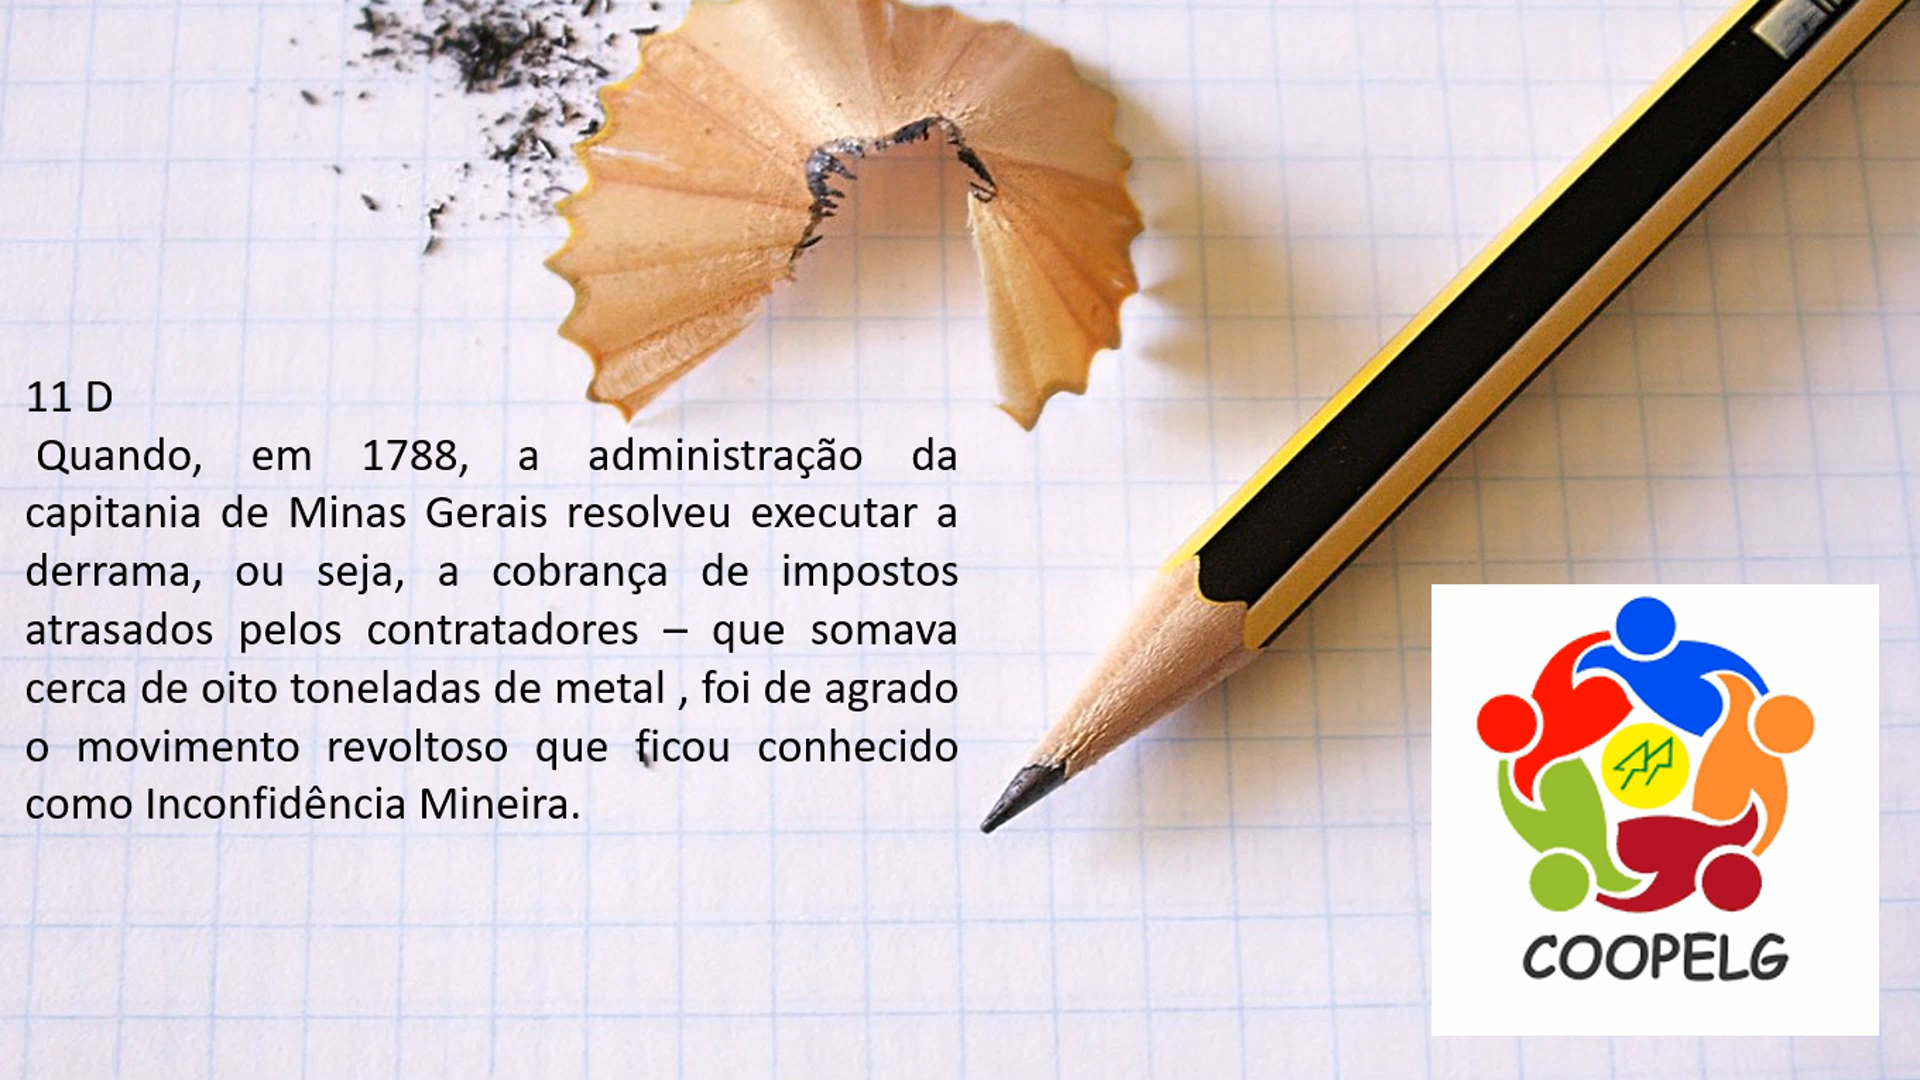 11 D
Quando, em 1788, a administração da
capitania de Minas Gerais resolveu executar a
derrama, ou seja, a cobrança de impostos
atrasados pelos contratadores – que somava
cerca de oito toneladas de metal , foi de agrado
o movimento revoltoso que ficou conhecido
como Inconfidência Mineira.
COOPELG